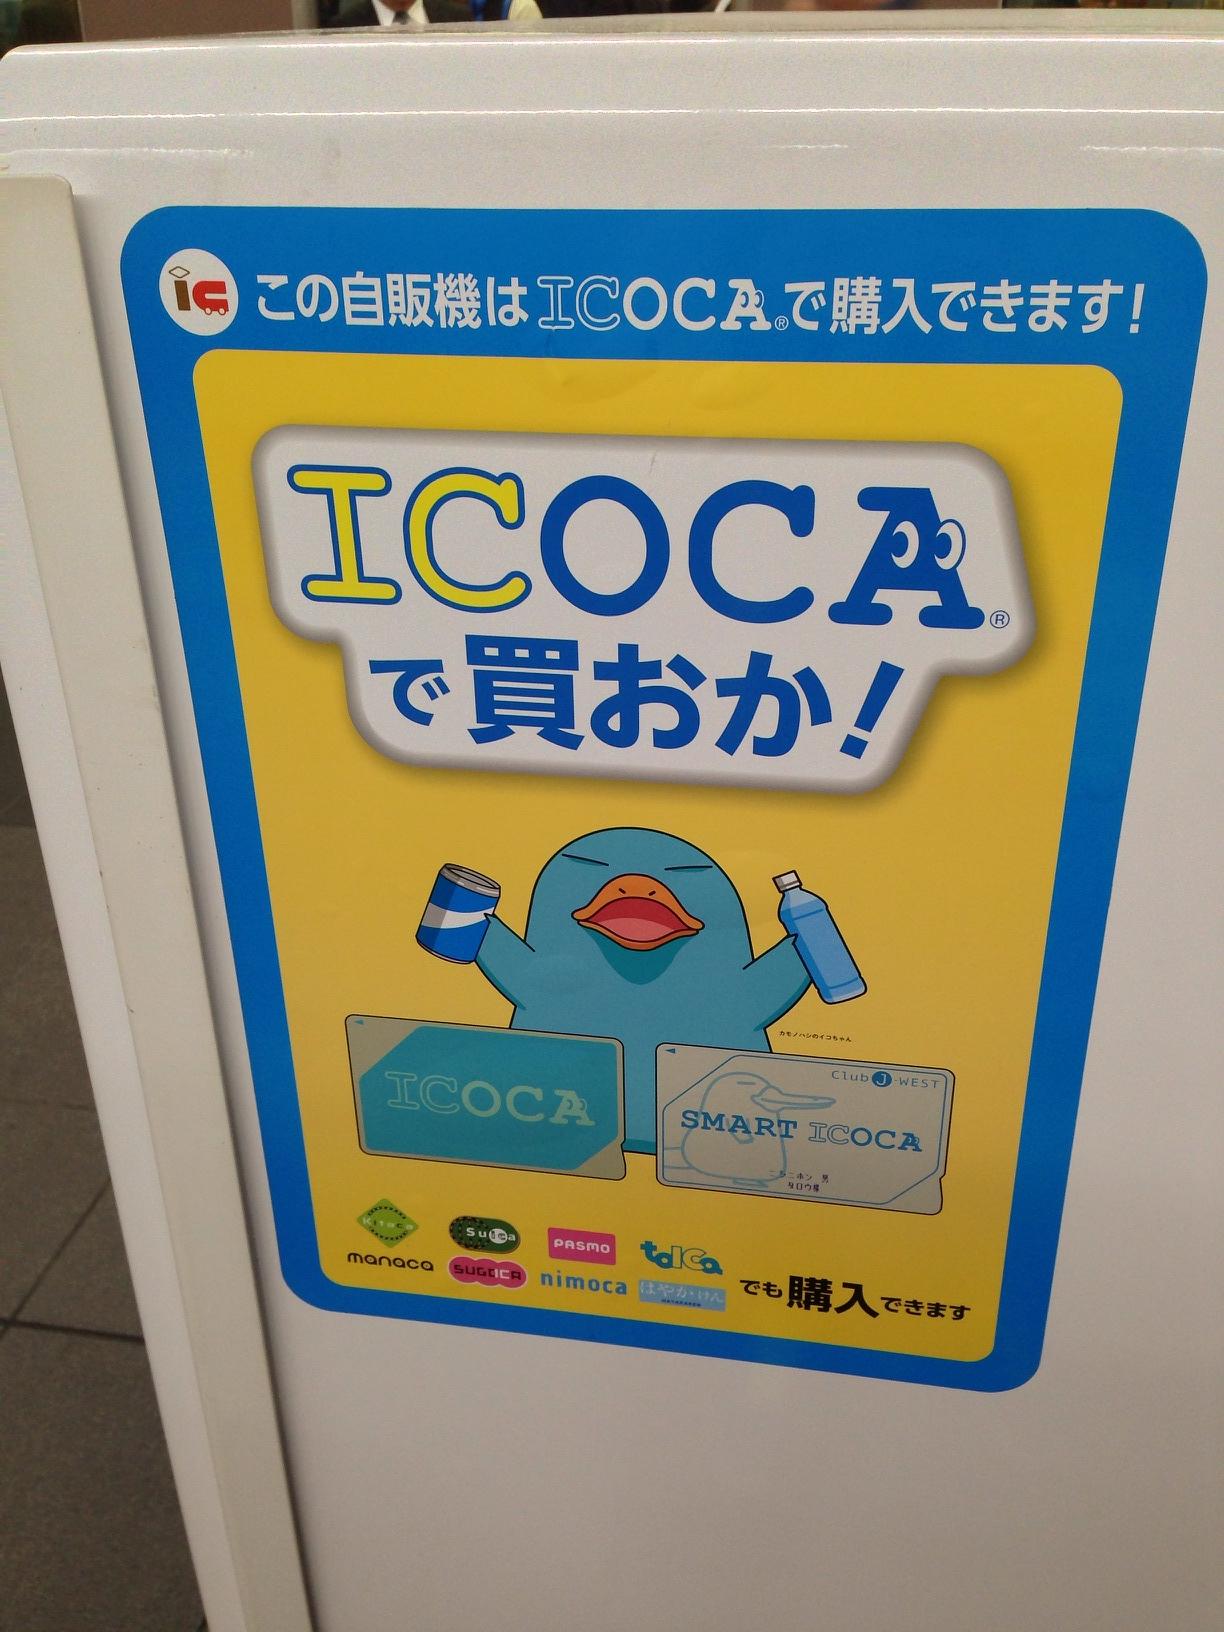 この自販機はICOCA®で購入できます!
ICOCA®
で買おか!
カモノハシのイコちゃん
ICOCA
Club J-WEST
SMART ICOCA
Kitaca Suica PASMO toICa
manaca SUGOCA nimoca はやかけん でも購入できます